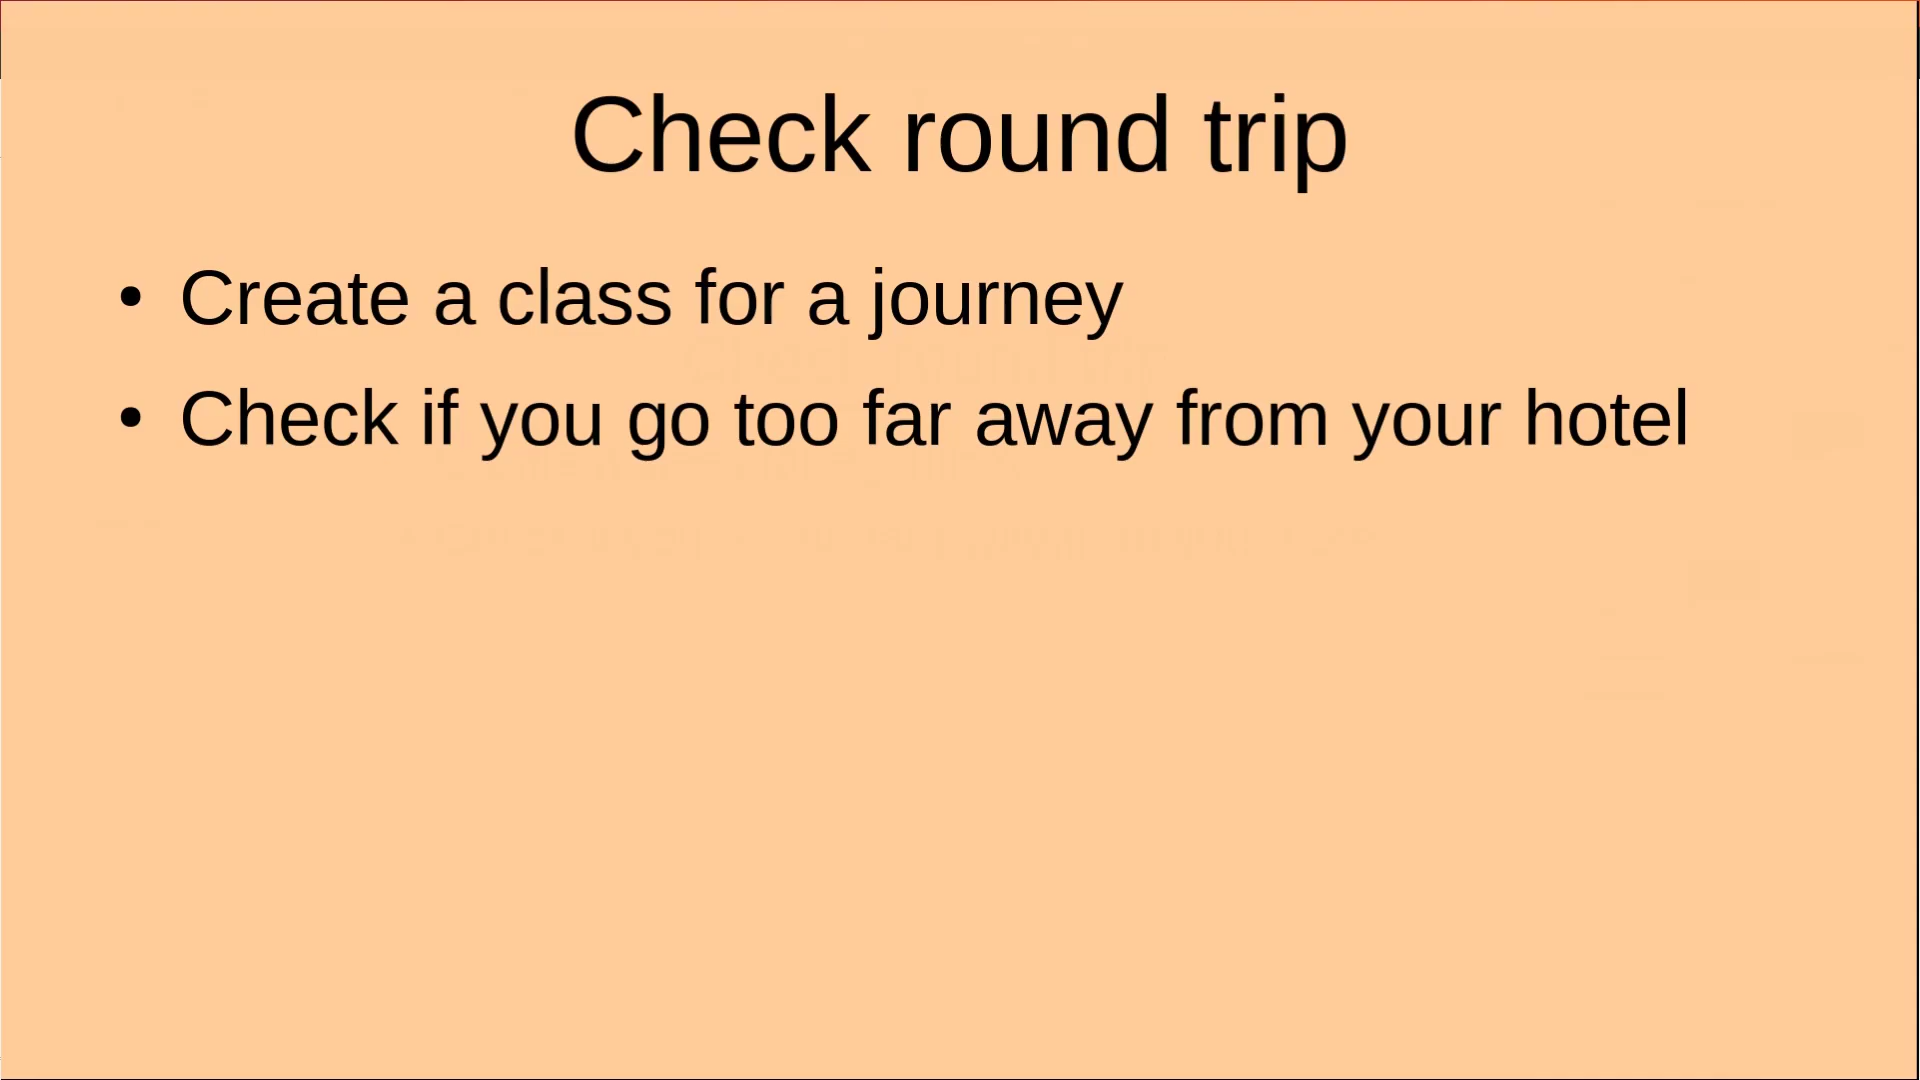 Check round trip
• Create a class for a journey
• Check if you go too far away from your hotel